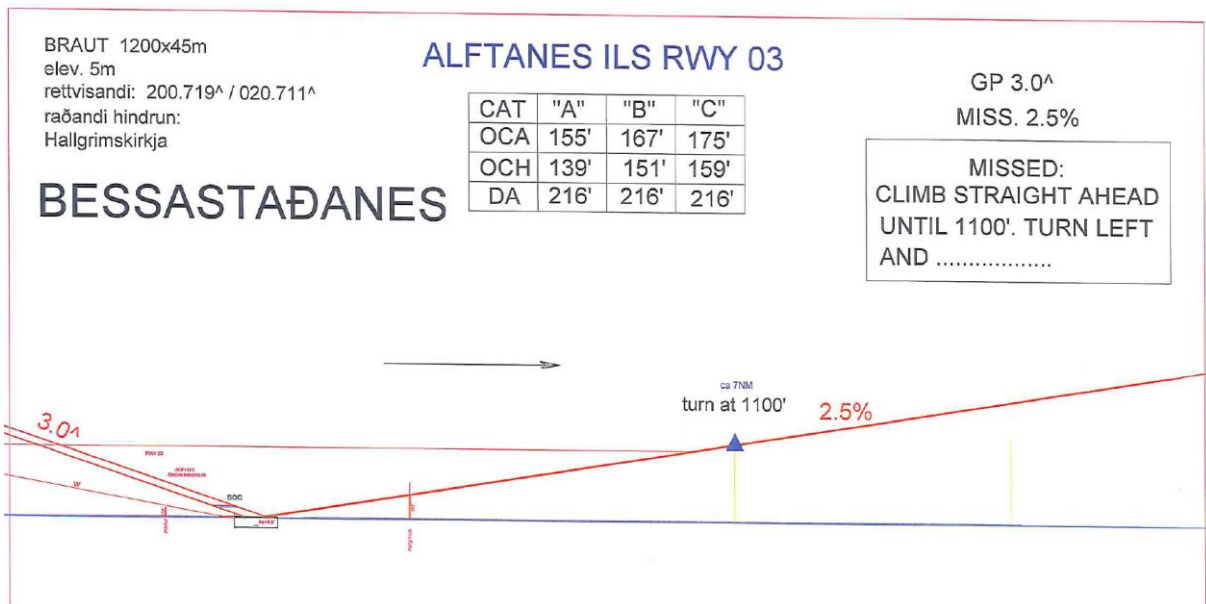 BRAUT 1200x45m
elev. 5m
rettvisandi: 200.719^ / 020.711^
raðandi hindrun:
Hallgrimskirkja
BESSASTAÐANES
ALFTANES ILS RWY 03
CAT "A" "B" "C"
OCA 155' 167' 175'
OCH 139' 151' 159'
DA 216' 216' 216'
GP 3.0^
MISS. 2.5%
MISSED:
CLIMB STRAIGHT AHEAD
UNTIL 1100'. TURN LEFT
AND ..................
ca 7NM
turn at 1100'
2.5%
3.0^
W
SOC